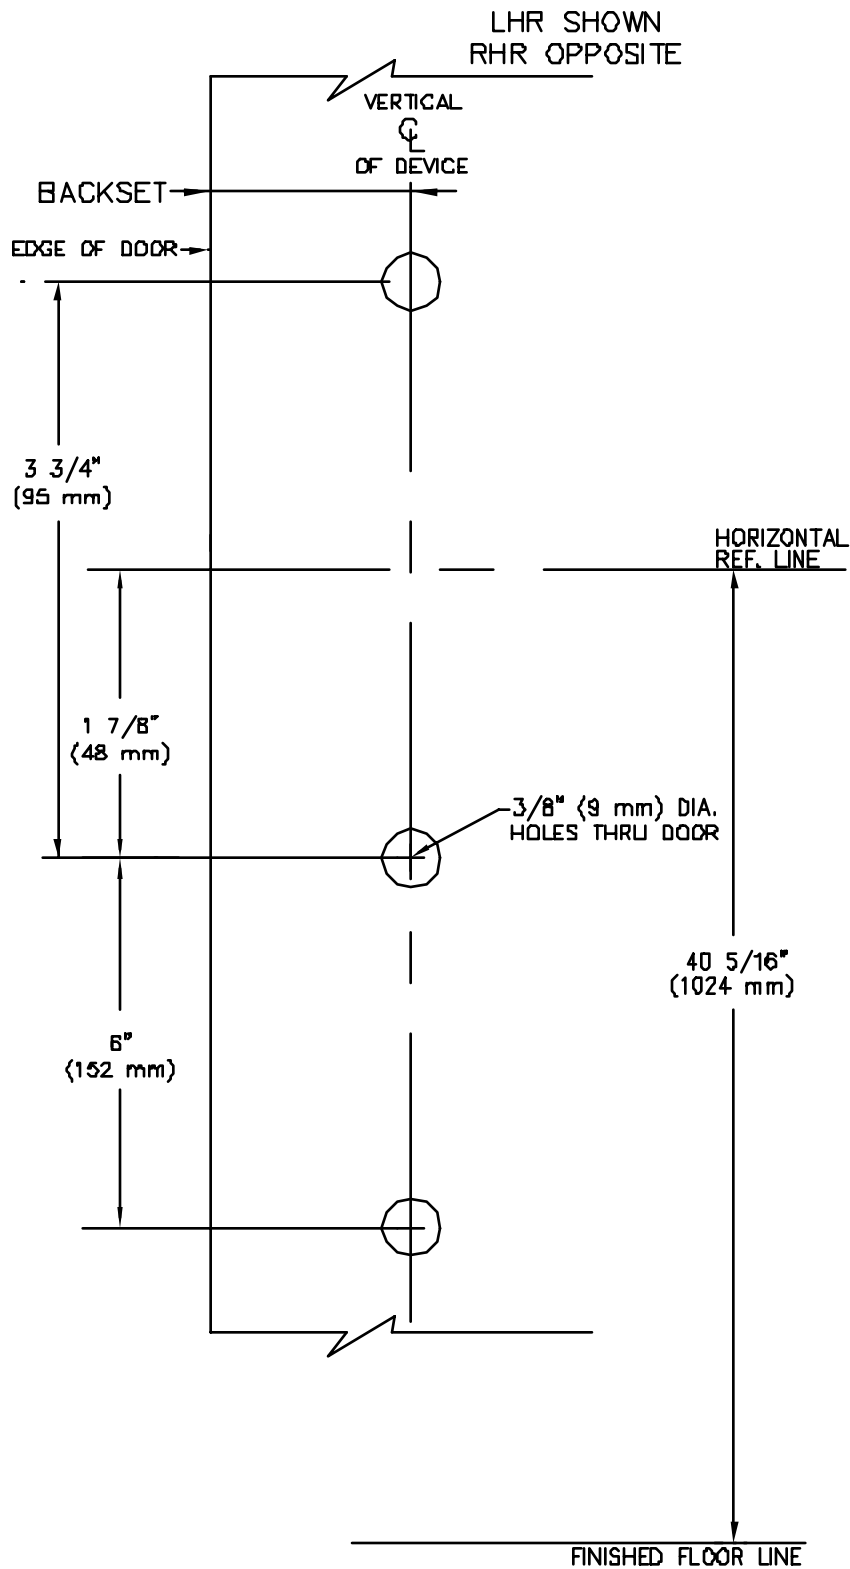 LHR SHOWN
RHR OPPOSITE
VERTICAL
℄
OF DEVICE
BACKSET
EDGE OF DOOR
3 3/4"
(95 mm)
HORIZONTAL
REF. LINE
1 7/8"
(48 mm)
3/8" (9 mm) DIA.
HOLES THRU DOOR
40 5/16"
(1024 mm)
6"
(152 mm)
FINISHED FLOOR LINE